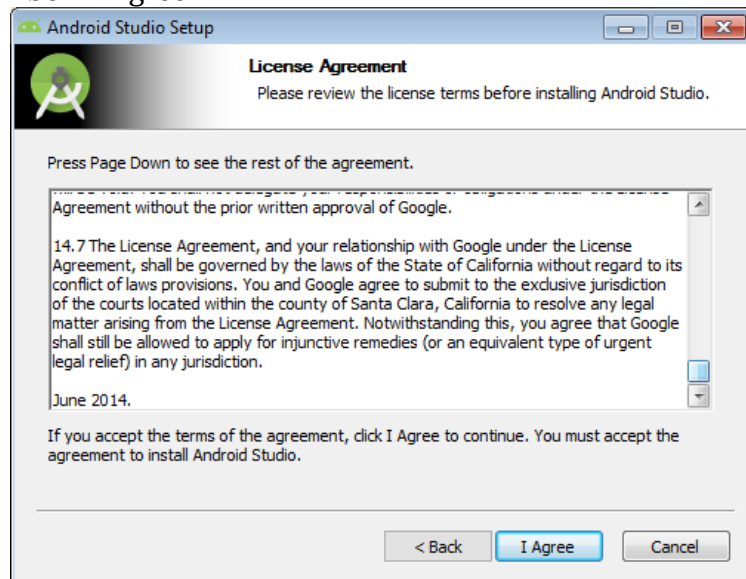 Android Studio Setup
License Agreement
Please review the license terms before installing Android Studio.
Press Page Down to see the rest of the agreement.
Agreement without the prior written approval of Google.
14.7 The License Agreement, and your relationship with Google under the License
Agreement, shall be governed by the laws of the State of California without regard to its
conflict of laws provisions. You and Google agree to submit to the exclusive jurisdiction
of the courts located within the county of Santa Clara, California to resolve any legal
matter arising from the License Agreement. Notwithstanding this, you agree that Google
shall still be allowed to apply for injunctive remedies (or an equivalent type of urgent
legal relief) in any jurisdiction.
June 2014.
If you accept the terms of the agreement, click I Agree to continue. You must accept the
agreement to install Android Studio.
< Back
I Agree
Cancel